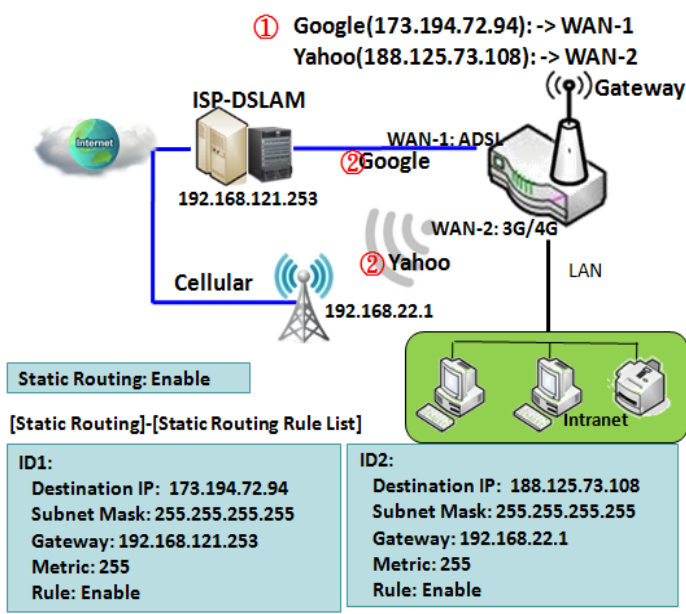 ① Google(173.194.72.94): -> WAN-1
Yahoo(188.125.73.108): -> WAN-2
Gateway
ISP-DSLAM
Internet
WAN-1: ADSL
②Google
192.168.121.253
WAN-2: 3G/4G
② Yahoo
LAN
Cellular
192.168.22.1
Static Routing: Enable
Intranet
[Static Routing]-[Static Routing Rule List]
ID1:
Destination IP: 173.194.72.94
Subnet Mask: 255.255.255.255
Gateway: 192.168.121.253
Metric: 255
Rule: Enable
ID2:
Destination IP: 188.125.73.108
Subnet Mask: 255.255.255.255
Gateway: 192.168.22.1
Metric: 255
Rule: Enable